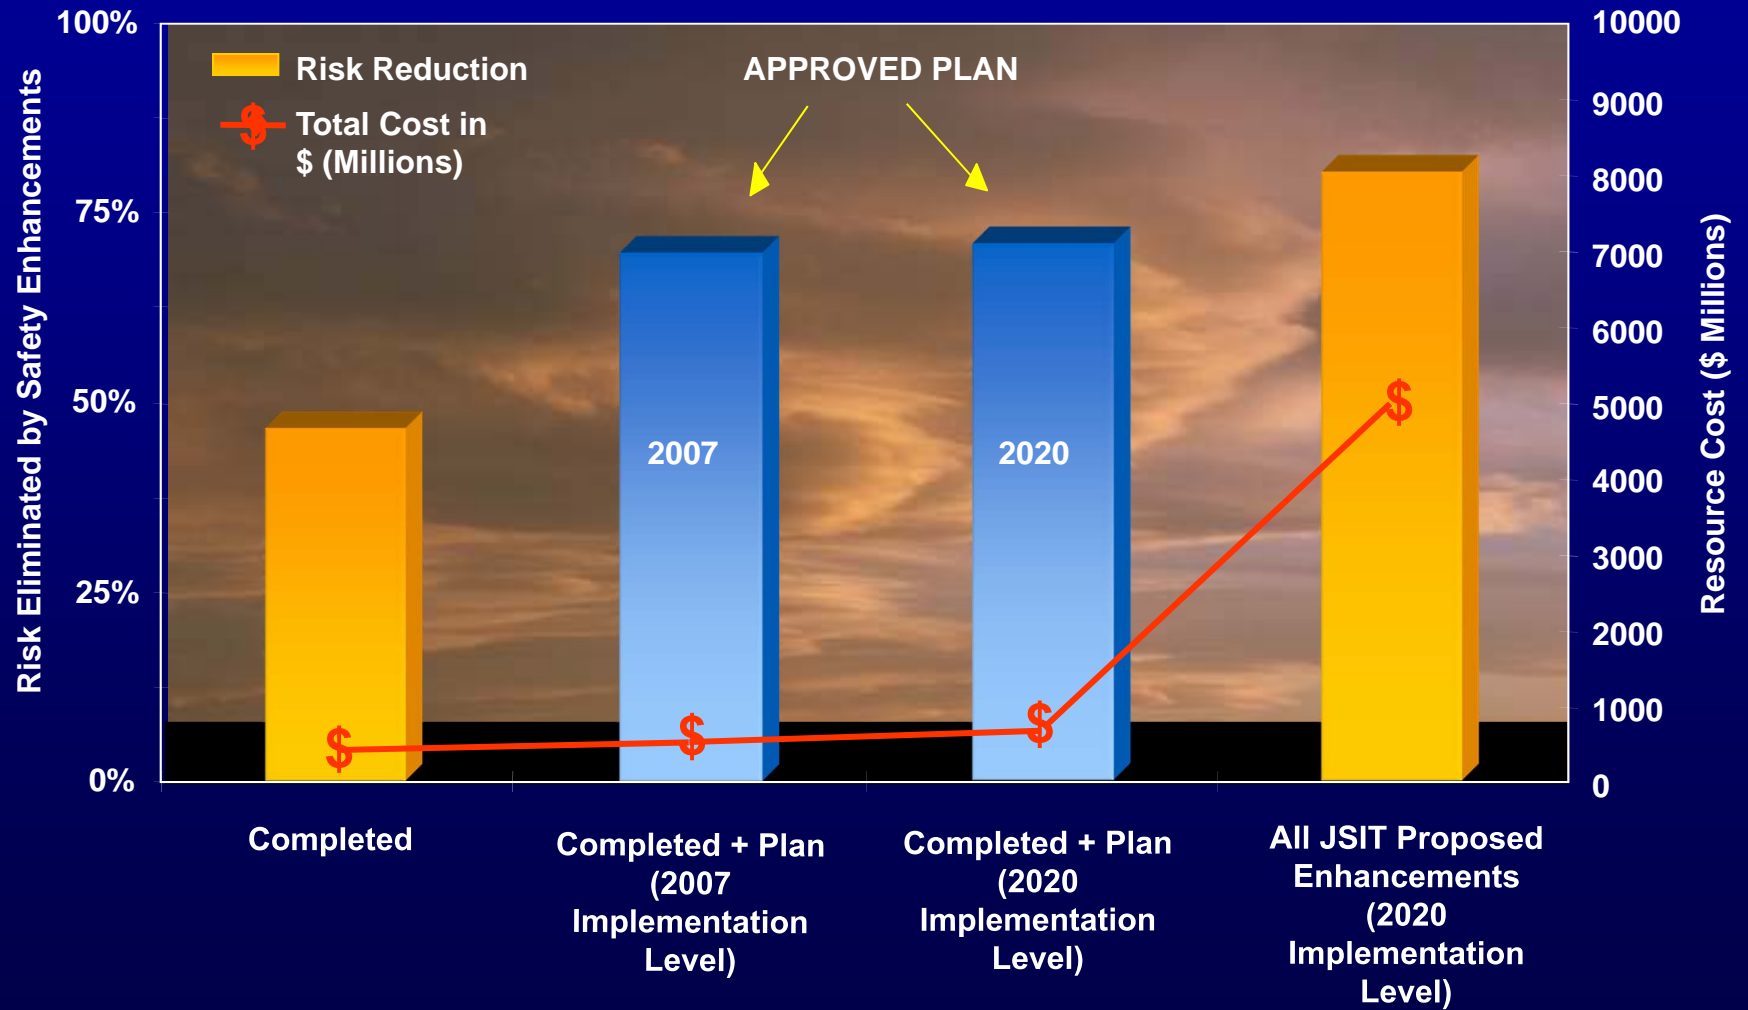 Risk Eliminated by Safety Enhancements
100%
75%
50%
25%
0%
Risk Reduction
$
Total Cost in
$ (Millions)
APPROVED PLAN
2007
2020
$
$
$
$
10000
9000
8000
7000
6000
5000
4000
3000
2000
1000
0
Resource Cost ($ Millions)
Completed
Completed + Plan
(2007
Implementation
Level)
Completed + Plan
(2020
Implementation
Level)
All JSIT Proposed
Enhancements
(2020
Implementation
Level)